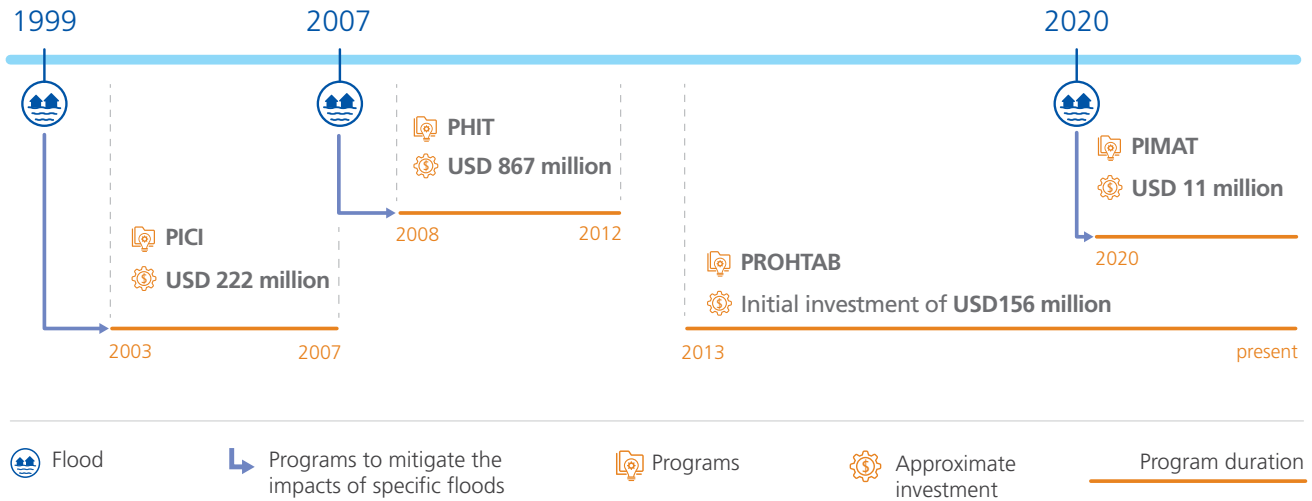 1999
2007
2020
PHIT
USD 867 million
2008
2012
PIMAT
USD 11 million
2020
PICI
USD 222 million
2003
2007
PROHTAB
Initial investment of USD156 million
2013
present
Flood
Programs to mitigate the
impacts of specific floods
Programs
Approximate
investment
Program duration